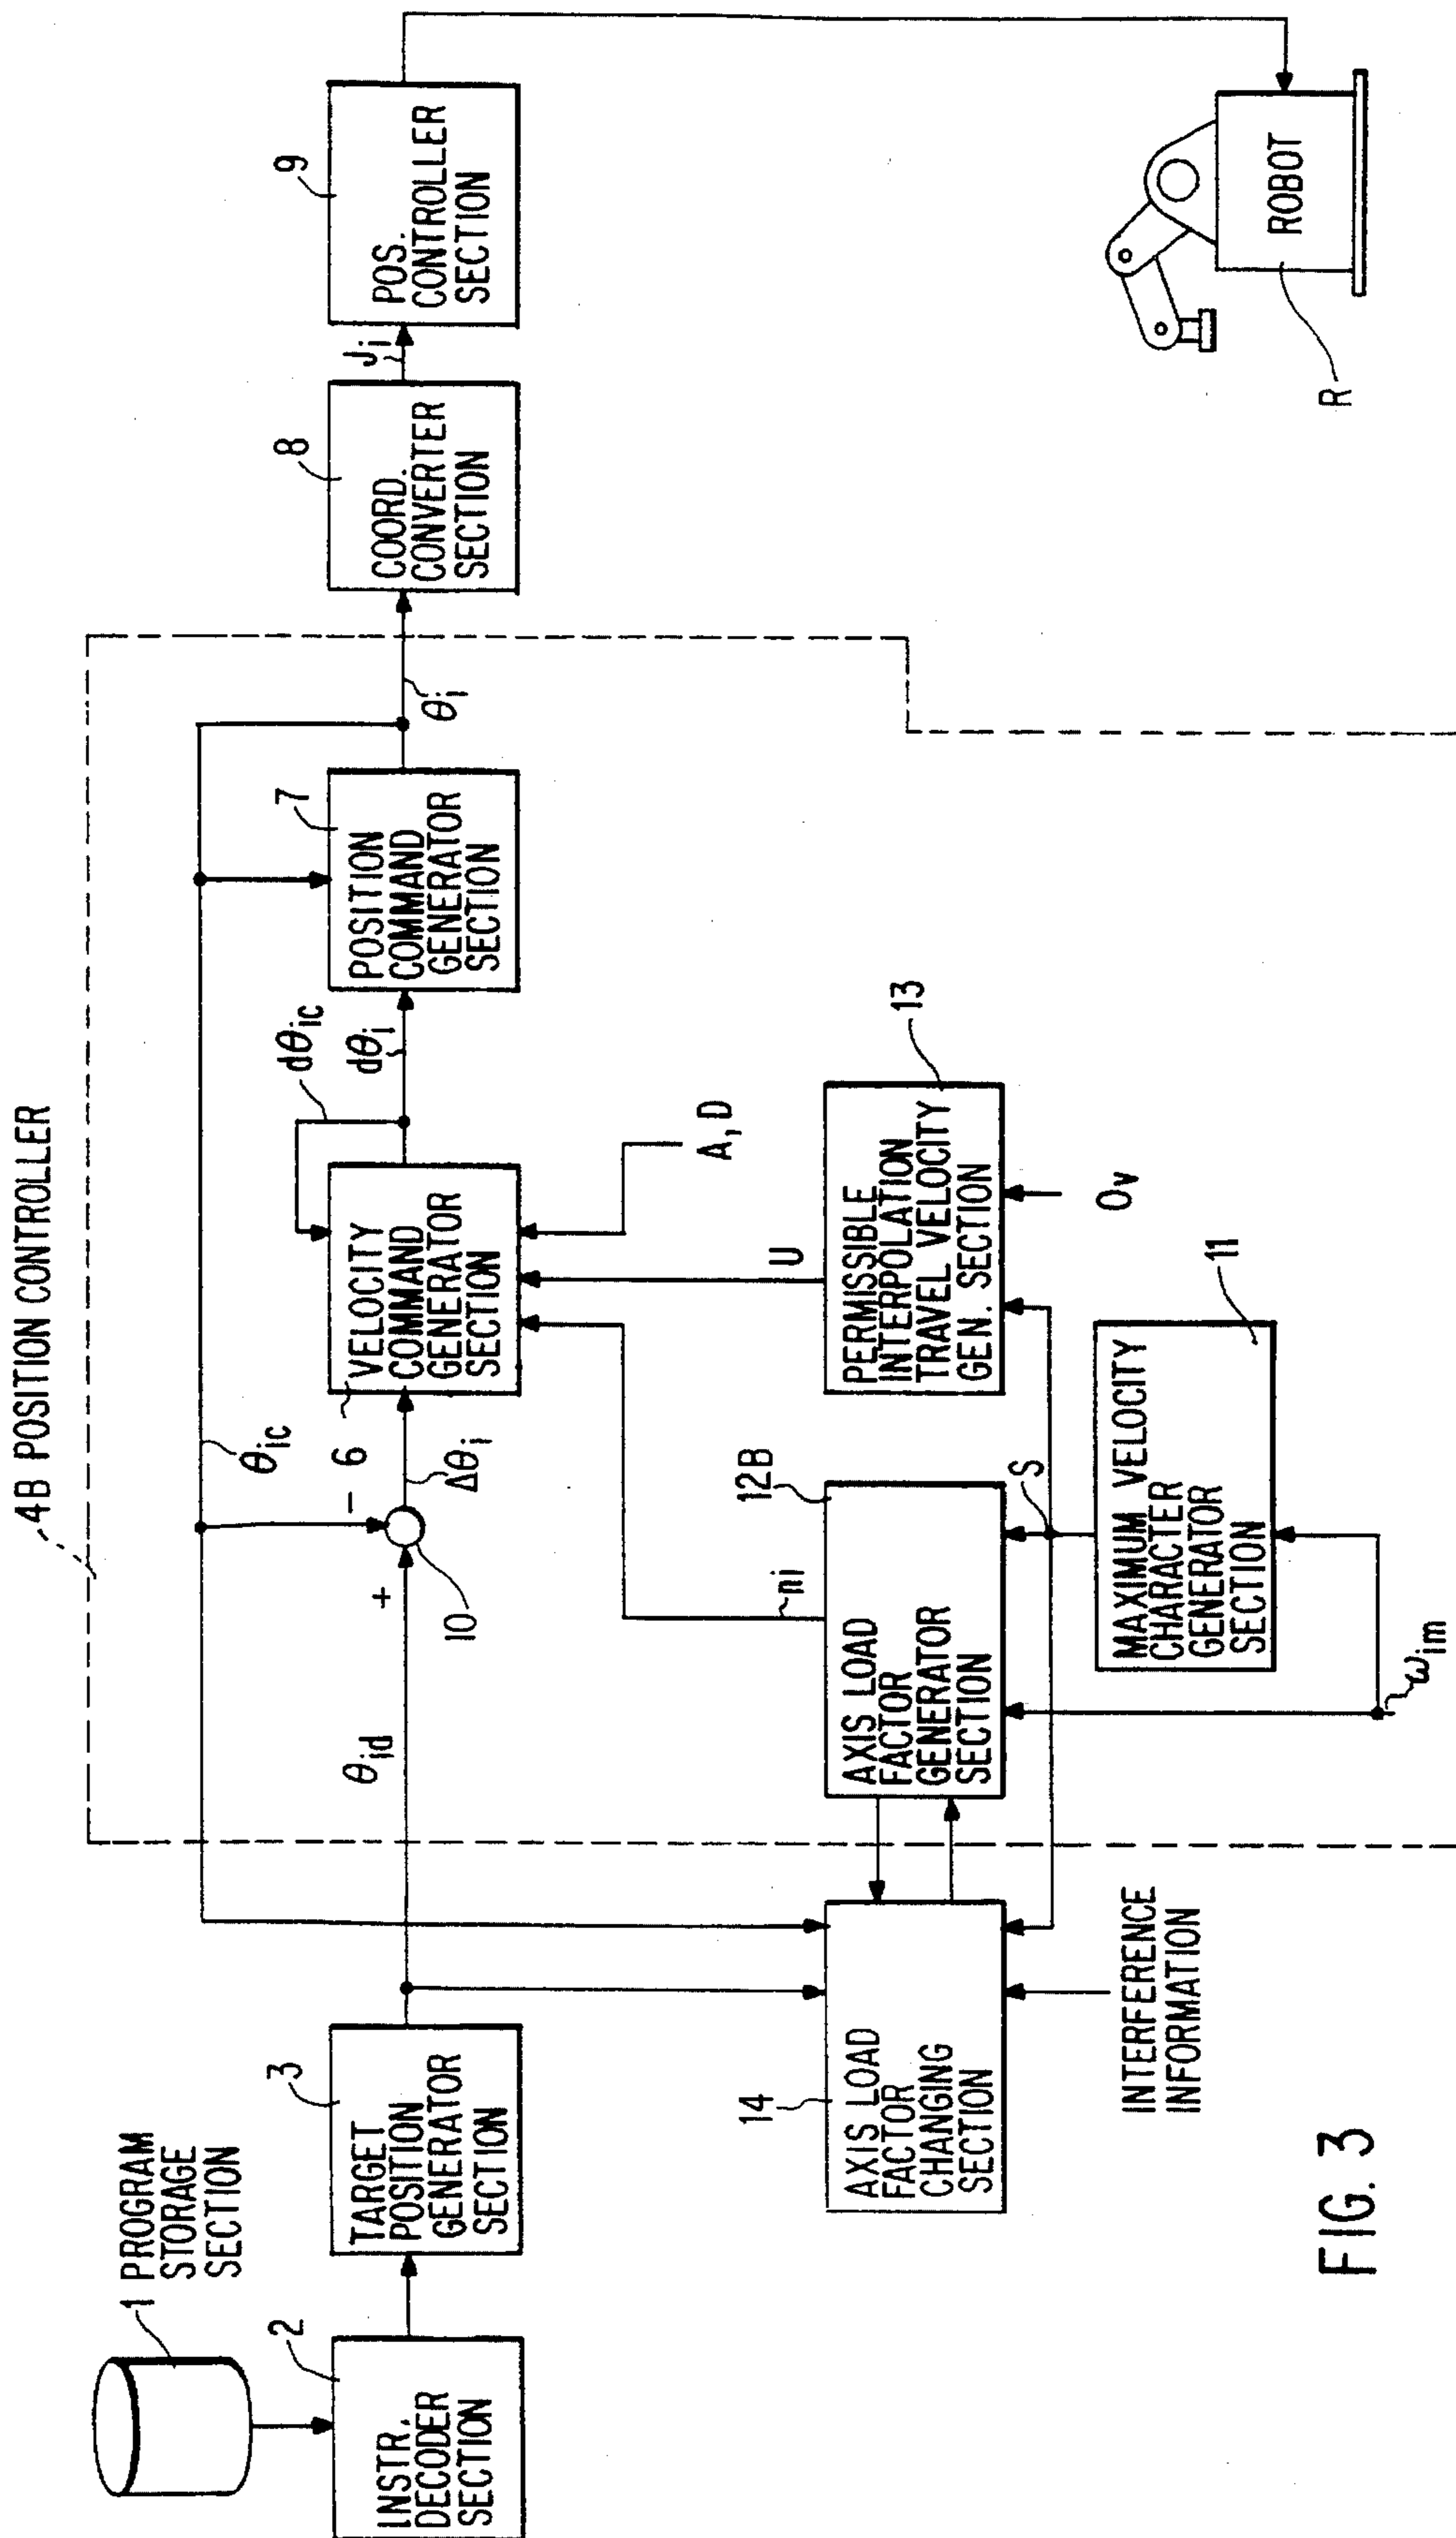 4B POSITION CONTROLLER
1 PROGRAM
STORAGE
SECTION
2
INSTR.
DECODER
SECTION
3
TARGET
POSITION
GENERATOR
SECTION
θid
+
-
10
θic
Δθi
6
VELOCITY
COMMAND
GENERATOR
SECTION
dθic
dθi
7
POSITION
COMMAND
GENERATOR
SECTION
θi
8
COORD.
CONVERTER
SECTION
Ji
9
POS.
CONTROLLER
SECTION
14
AXIS LOAD
FACTOR
CHANGING
SECTION
INTERFERENCE
INFORMATION
12B
AXIS LOAD
FACTOR
GENERATOR
SECTION
ni
S
U
A, D
13
PERMISSIBLE
INTERPOLATION
TRAVEL VELOCITY
GEN. SECTION
Ov
11
MAXIMUM VELOCITY
CHARACTER
GENERATOR
SECTION
ωim
ROBOT
R
FIG. 3